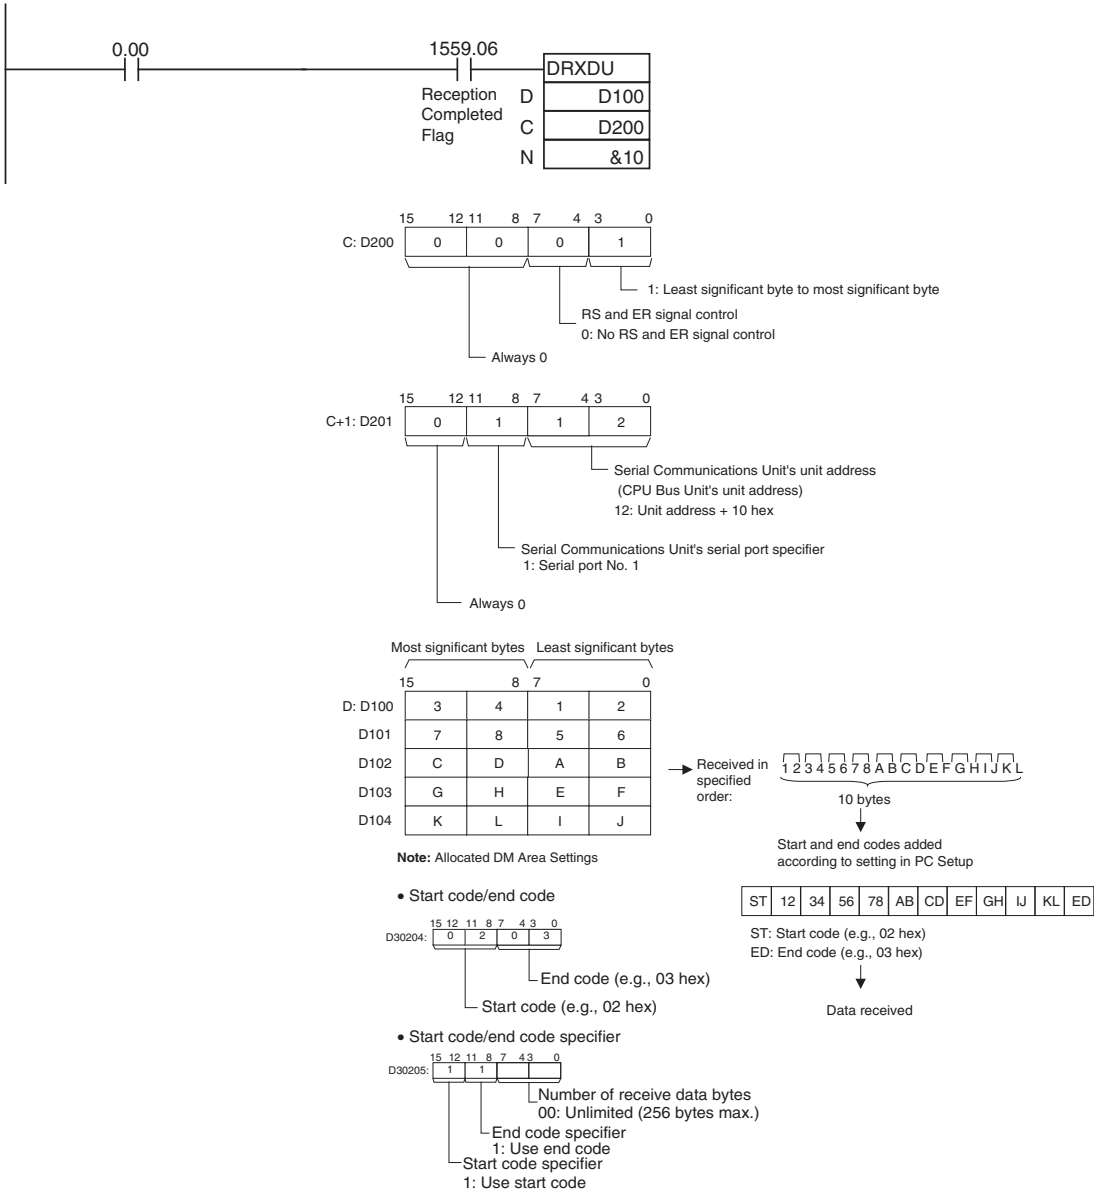 0.00
1559.06
DRXDU
Reception
Completed
Flag
D D100
C D200
N &10
15 12 11 8 7 4 3 0
C: D200 0 0 0 1
1: Least significant byte to most significant byte
RS and ER signal control
0: No RS and ER signal control
Always 0
15 12 11 8 7 4 3 0
C+1: D201 0 1 1 2
Serial Communications Unit's unit address
(CPU Bus Unit's unit address)
12: Unit address + 10 hex
Serial Communications Unit's serial port specifier
1: Serial port No. 1
Always 0
Most significant bytes Least significant bytes
15 8 7 0
D: D100 3 4 1 2
D101 7 8 5 6
D102 C D A B
D103 G H E F
D104 K L I J
Received in
specified
order:
1 2 3 4 5 6 7 8 A B C D E F G H I J K L
10 bytes
Start and end codes added
according to setting in PC Setup
ST 12 34 56 78 AB CD EF GH IJ KL ED
ST: Start code (e.g., 02 hex)
ED: End code (e.g., 03 hex)
Data received
Note: Allocated DM Area Settings
• Start code/end code
15 12 11 8 7 4 3 0
D30204: 0 2 0 3
End code (e.g., 03 hex)
Start code (e.g., 02 hex)
• Start code/end code specifier
15 12 11 8 7 4 3 0
D30205: 1 1
Number of receive data bytes
00: Unlimited (256 bytes max.)
End code specifier
1: Use end code
Start code specifier
1: Use start code